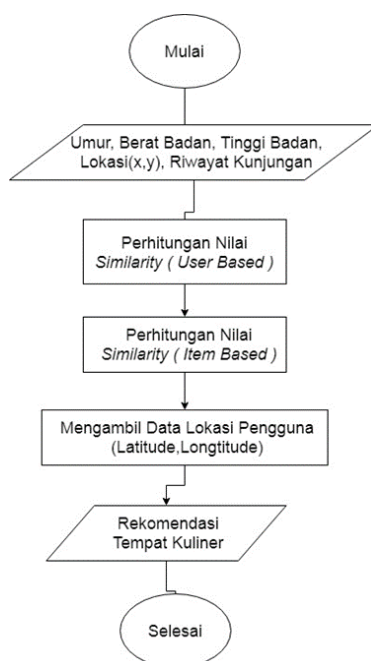 Mulai
Umur, Berat Badan, Tinggi Badan,
Lokasi(x,y), Riwayat Kunjungan
Perhitungan Nilai
Similarity ( User Based )
Perhitungan Nilai
Similarity ( Item Based )
Mengambil Data Lokasi Pengguna
(Latitude,Longtitude)
Rekomendasi
Tempat Kuliner
Selesai